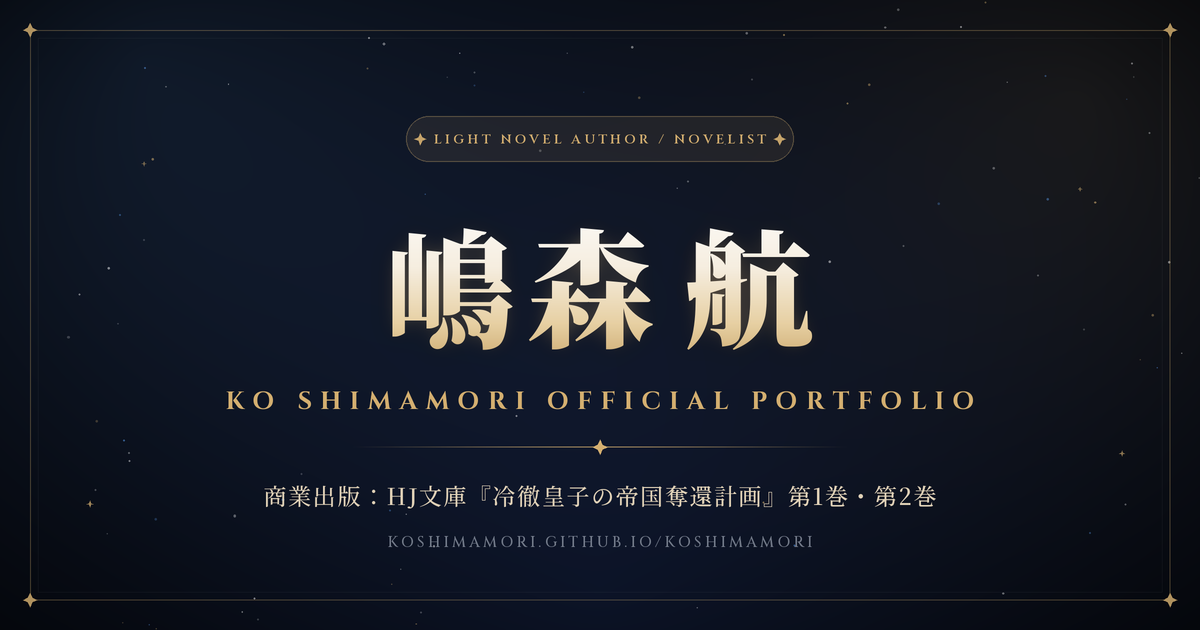 LIGHT NOVEL AUTHOR / NOVELIST
嶋森 航
KO SHIMAMORI OFFICIAL PORTFOLIO
商業出版：HJ文庫『冷徹皇子の帝国奪還計画』第1巻・第2巻
KOSHIMAMORI.GITHUB.IO/KOSHIMAMORI